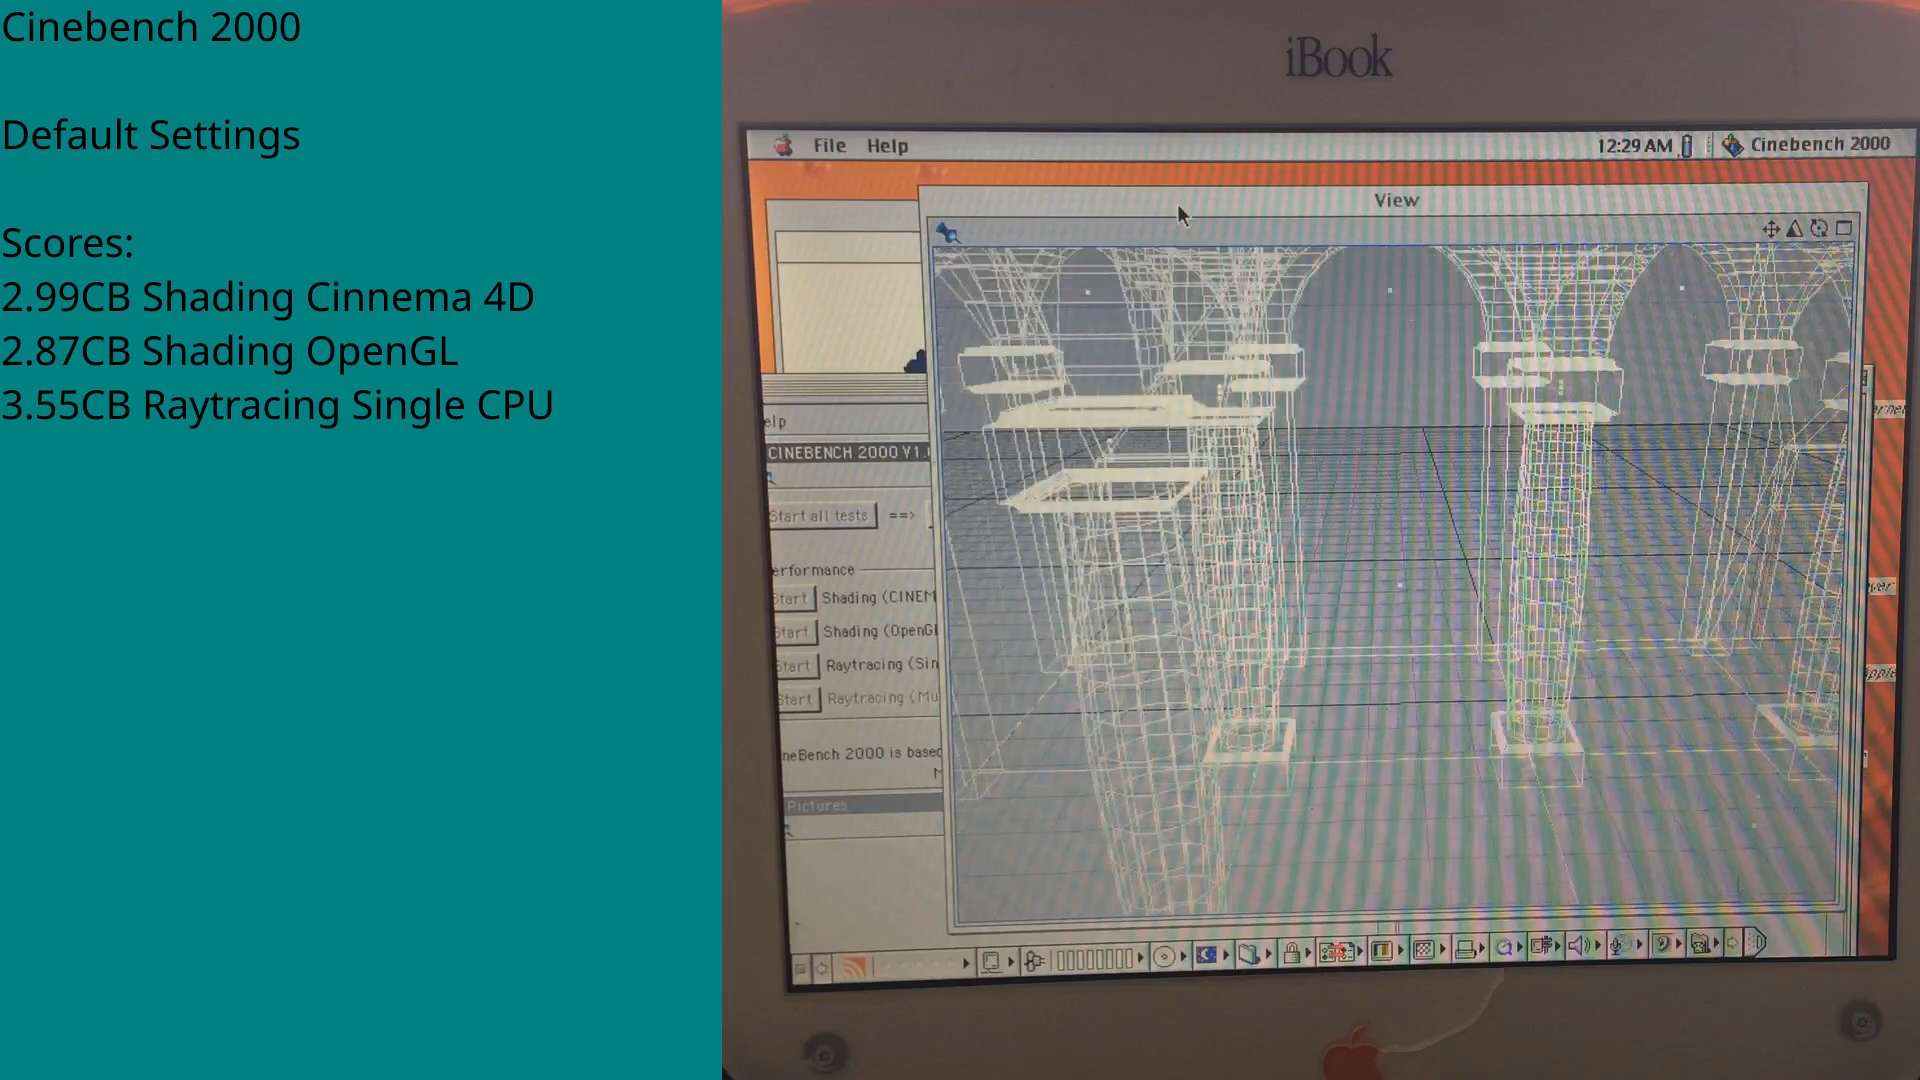 Cinebench 2000
Default Settings
Scores:
2.99CB Shading Cinnema 4D
2.87CB Shading OpenGL
3.55CB Raytracing Single CPU
iBook
File Help 12:29 AM Cinebench 2000
View
elp
CINEBENCH 2000 V1.
Start all tests ==>
erformance
Start Shading (CINEM
Start Shading (OpenGL
Start Raytracing (Sin
Start Raytracing (Mu
neBench 2000 is based
Pictures